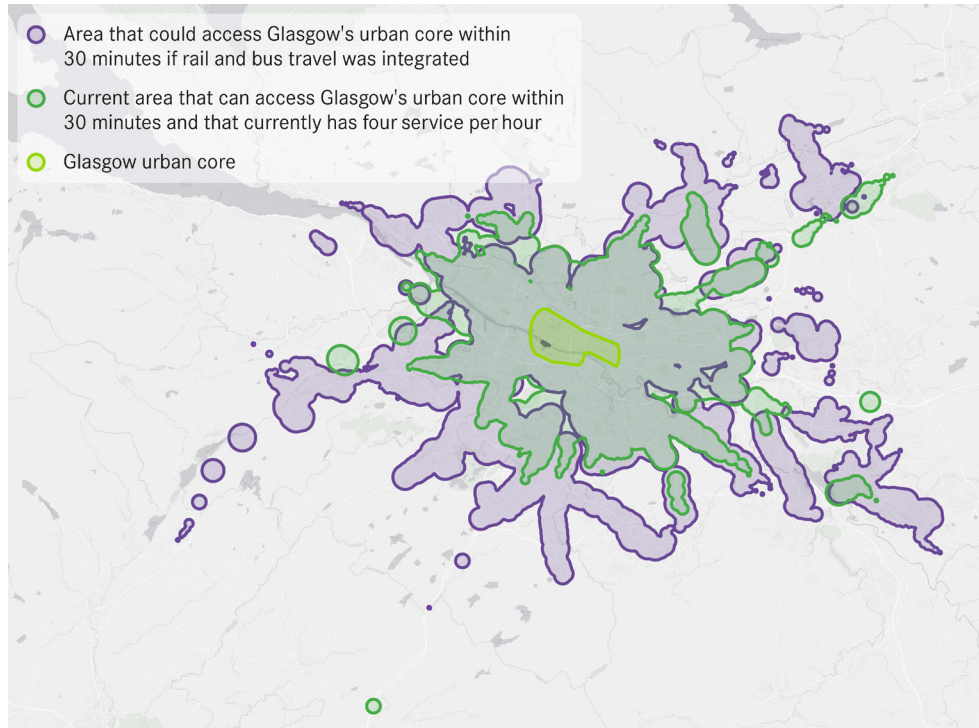 Area that could access Glasgow's urban core within
30 minutes if rail and bus travel was integrated
Current area that can access Glasgow's urban core within
30 minutes and that currently has four service per hour
Glasgow urban core